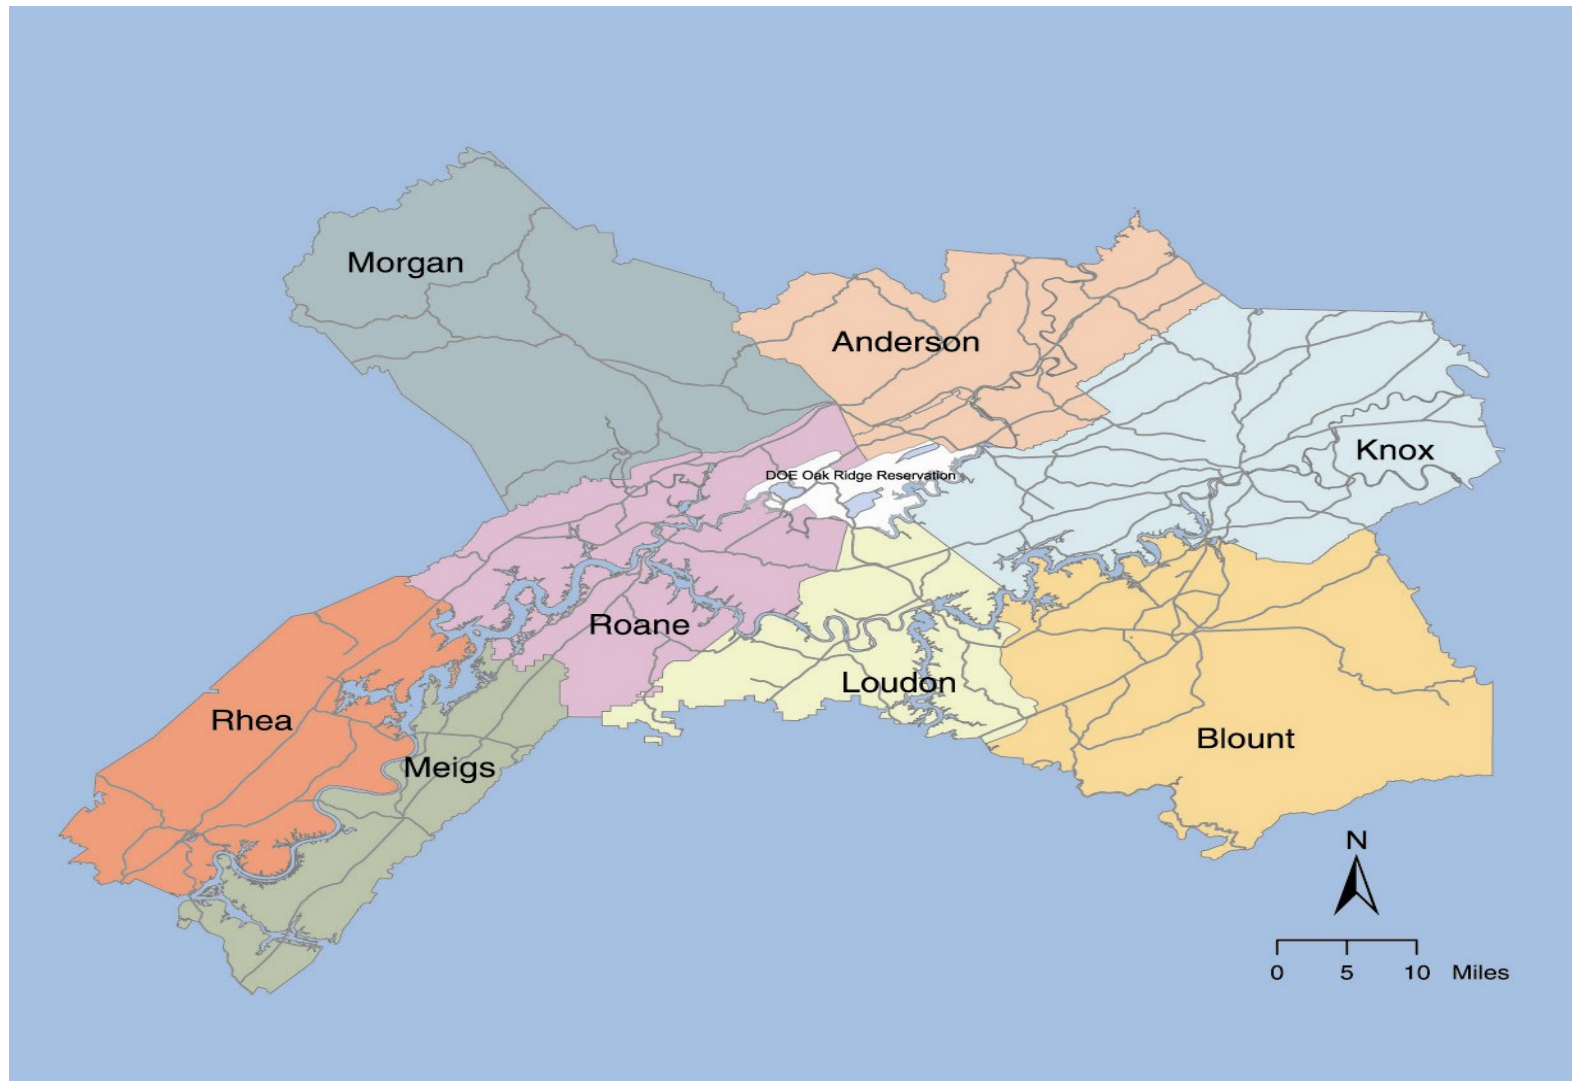 Morgan
Anderson
Knox
DOE Oak Ridge Reservation
Roane
Loudon
Rhea
Blount
Meigs
N
0 5 10 Miles